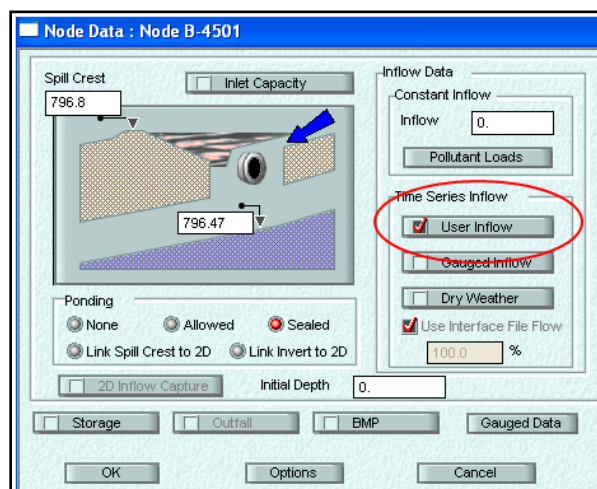 Node Data : Node B-4501
Spill Crest
796.8
Inlet Capacity
796.47
Ponding
None
Allowed
Sealed
Link Spill Crest to 2D
Link Invert to 2D
2D Inflow Capture
Initial Depth
0.
Inflow Data
Constant Inflow
Inflow
0.
Pollutant Loads
Time Series Inflow
User Inflow
Gauged Inflow
Dry Weather
Use Interface File Flow
100.0
%
Storage
Outfall
BMP
Gauged Data
OK
Options
Cancel